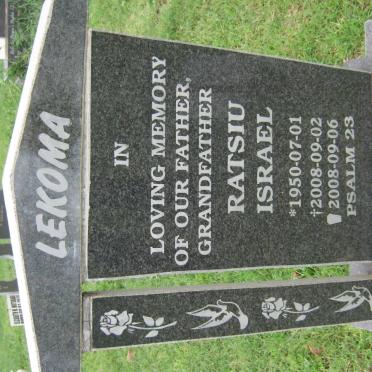 LEKOMA
IN
LOVING MEMORY
OF OUR FATHER,
GRANDFATHER
RATSIU
ISRAEL
*1950-07-01
†2008-09-02
2008-09-06
PSALM 23